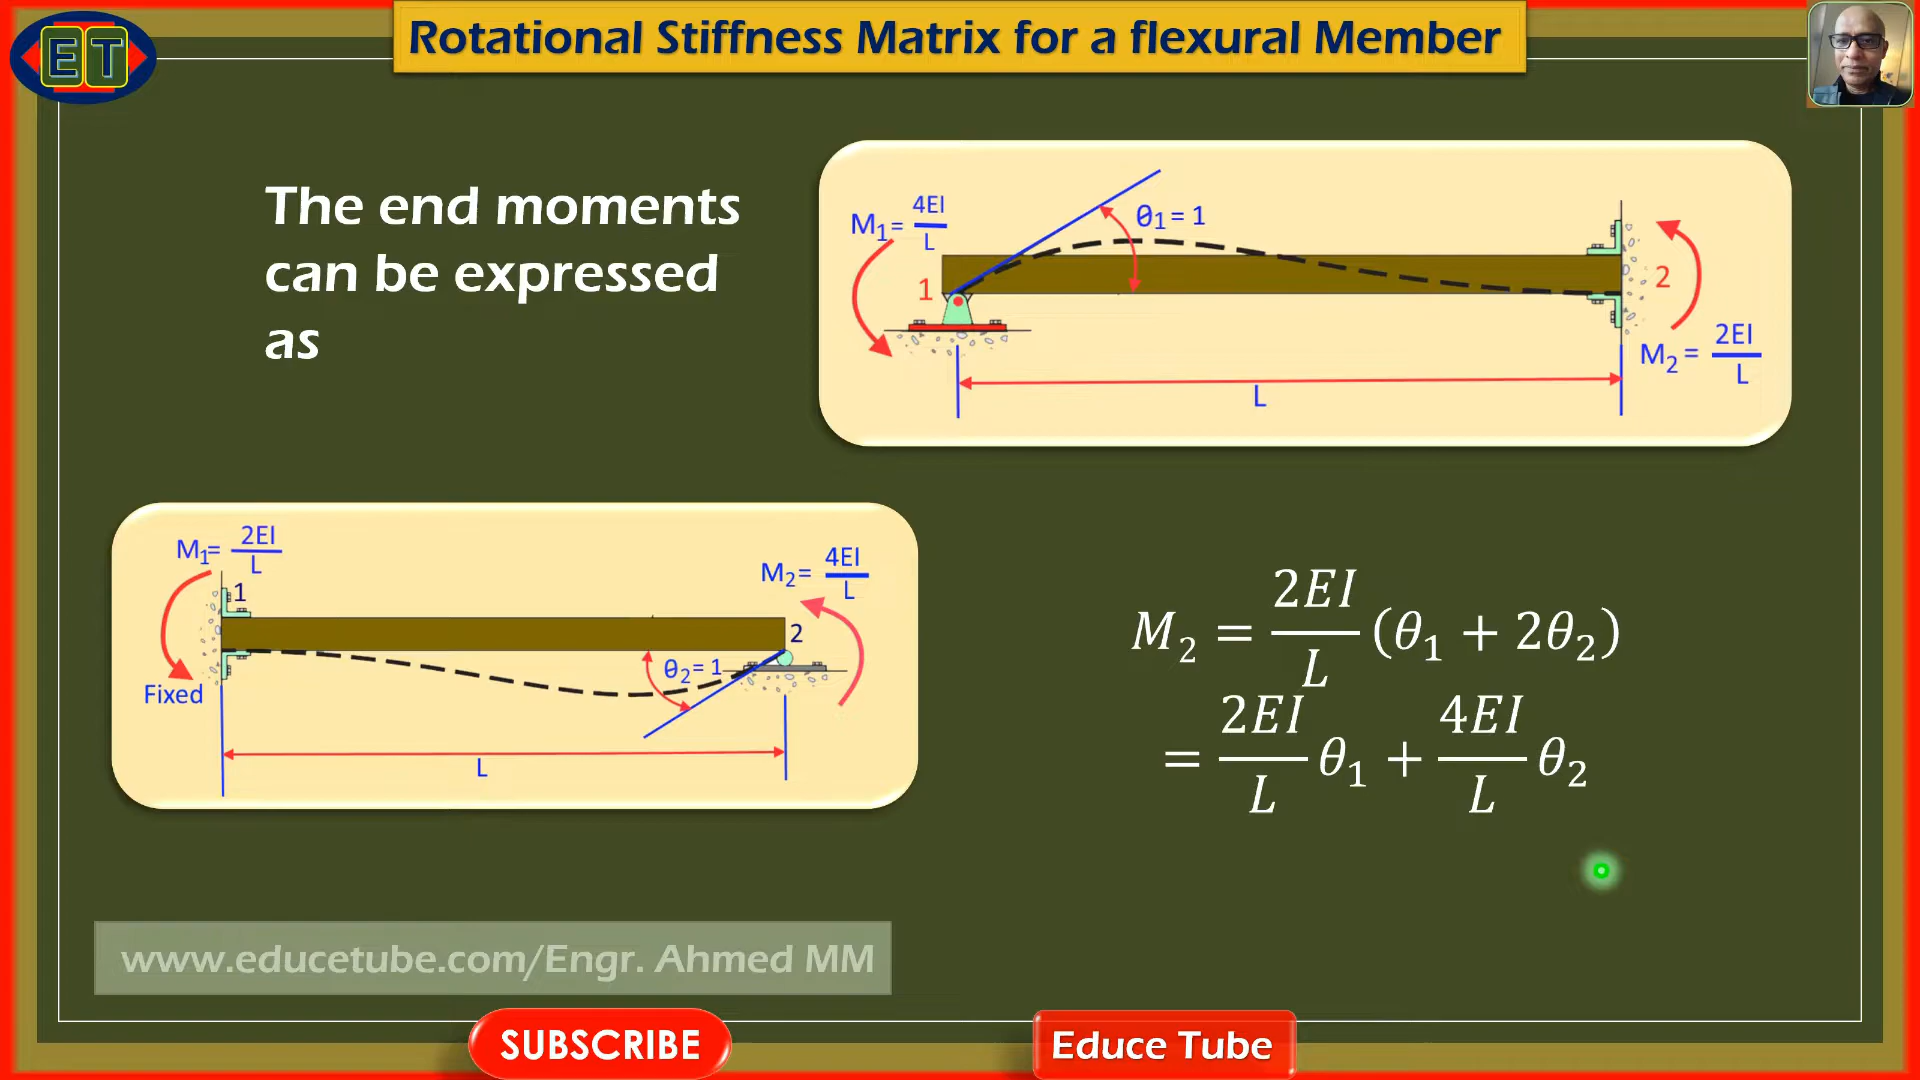 ET
Rotational Stiffness Matrix for a flexural Member
The end moments
can be expressed
as
M₁= 4EI/L
θ₁ = 1
1
2
M₂ = 2EI/L
L
M₁= 2EI/L
1
M₂= 4EI/L
2
θ₂= 1
Fixed
L
M₂ = 2EI/L (θ₁ + 2θ₂)
= 2EI/L θ₁ + 4EI/L θ₂
www.educetube.com/Engr. Ahmed MM
SUBSCRIBE
Educe Tube